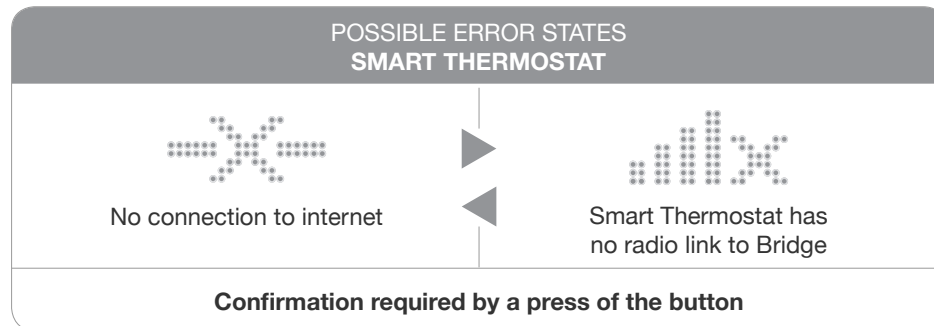 POSSIBLE ERROR STATES
SMART THERMOSTAT
No connection to internet
Smart Thermostat has
no radio link to Bridge
Confirmation required by a press of the button